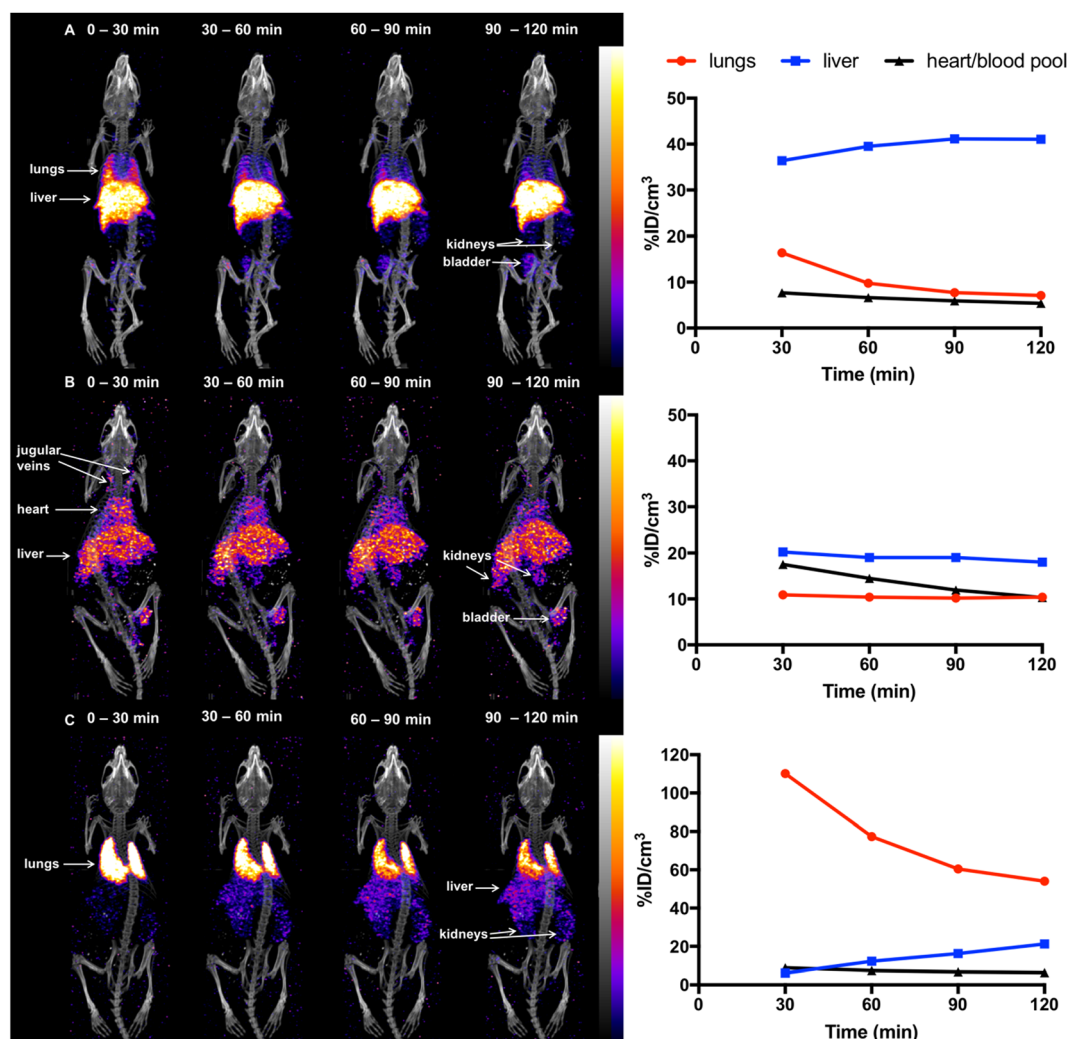 A 0 – 30 min 30 – 60 min 60 – 90 min 90 – 120 min
lungs
liver
kidneys
bladder
lungs liver heart/blood pool
50
40
30
20
10
0
%ID/cm³
0 30 60 90 120
Time (min)
B 0 – 30 min 30 – 60 min 60 – 90 min 90 – 120 min
jugular
veins
heart
liver
kidneys
bladder
50
40
30
20
10
0
%ID/cm³
0 30 60 90 120
Time (min)
C 0 – 30 min 30 – 60 min 60 – 90 min 90 – 120 min
lungs
liver
kidneys
120
100
80
60
40
20
0
%ID/cm³
0 30 60 90 120
Time (min)